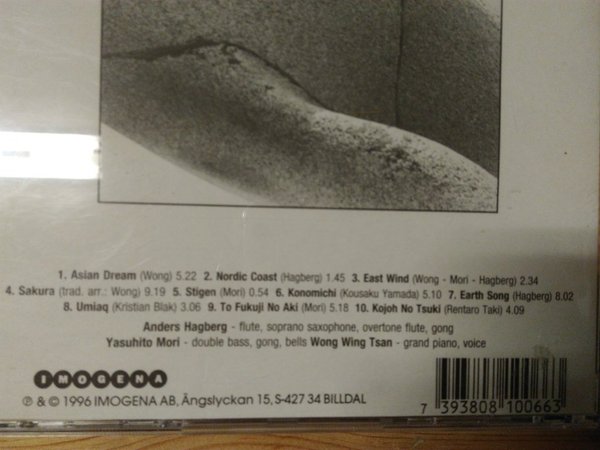 1. Asian Dream (Wong) 5.22 2. Nordic Coast (Hagberg) 1.45 3. East Wind (Wong - Mori - Hagberg) 2.34
4. Sakura (trad. arr.: Wong) 9.19 5. Stigen (Mori) 0.54 6. Konomichi (Kousaku Yamada) 5.10 7. Earth Song (Hagberg) 8.02
8. Umiaq (Kristian Blak) 3.06 9. To Fukuji No Aki (Mori) 5.18 10. Kojoh No Tsuki (Rentaro Taki) 4.09
Anders Hagberg - flute, soprano saxophone, overtone flute, gong
Yasuhito Mori - double bass, gong, bells Wong Wing Tsan - grand piano, voice
IMOGENA
℗ & © 1996 IMOGENA AB, Ängslyckan 15, S-427 34 BILLDAL
7 393808 100663